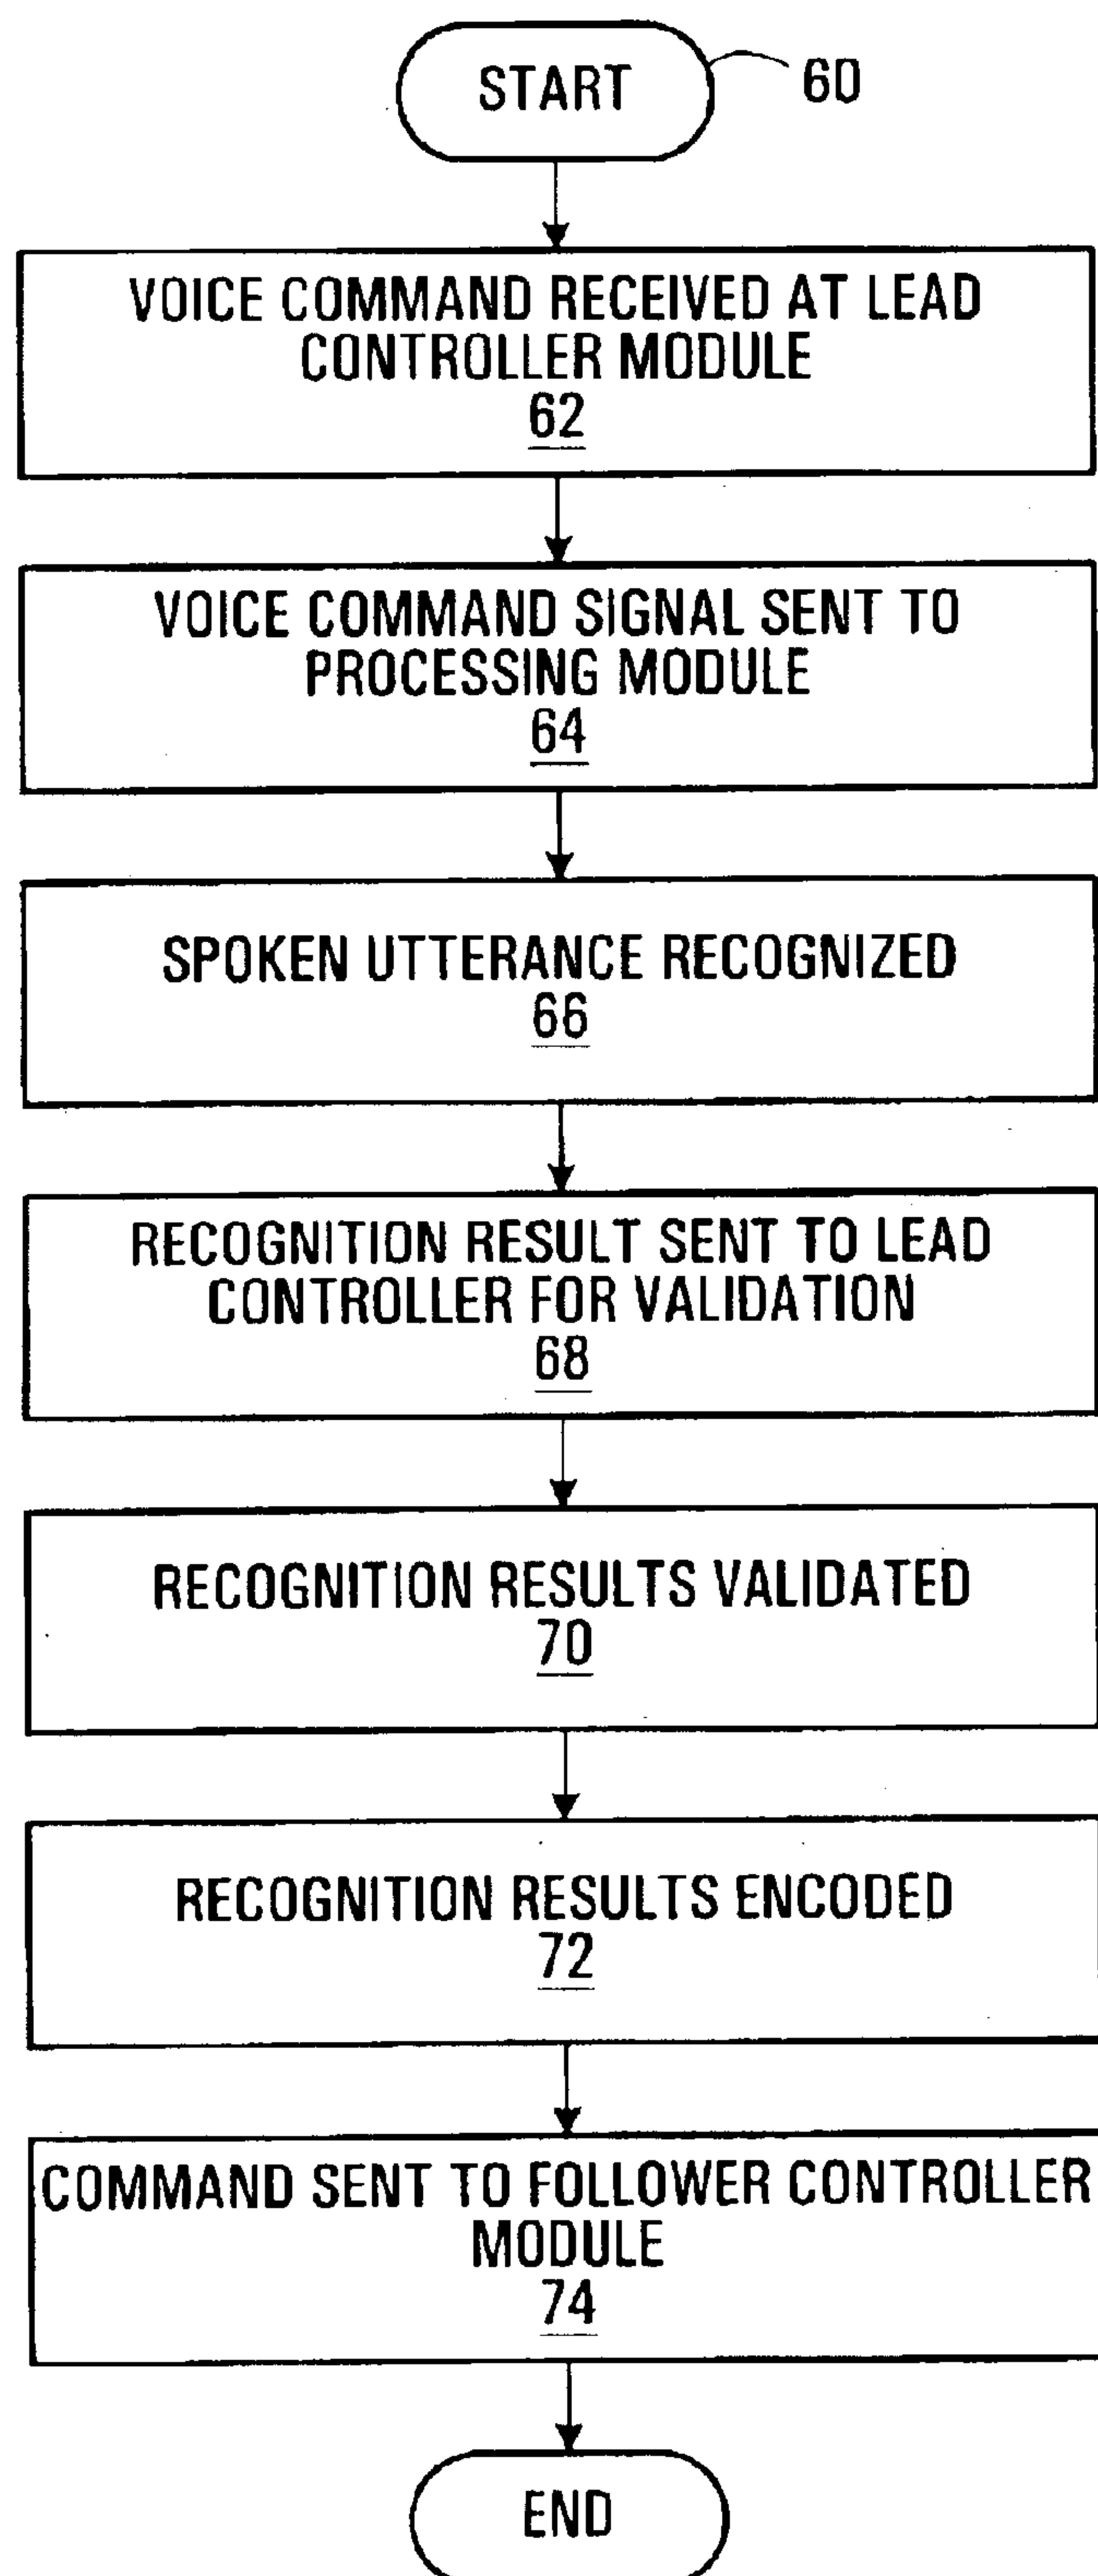 START
60
VOICE COMMAND RECEIVED AT LEAD
CONTROLLER MODULE
62
VOICE COMMAND SIGNAL SENT TO
PROCESSING MODULE
64
SPOKEN UTTERANCE RECOGNIZED
66
RECOGNITION RESULT SENT TO LEAD
CONTROLLER FOR VALIDATION
68
RECOGNITION RESULTS VALIDATED
70
RECOGNITION RESULTS ENCODED
72
COMMAND SENT TO FOLLOWER CONTROLLER
MODULE
74
END